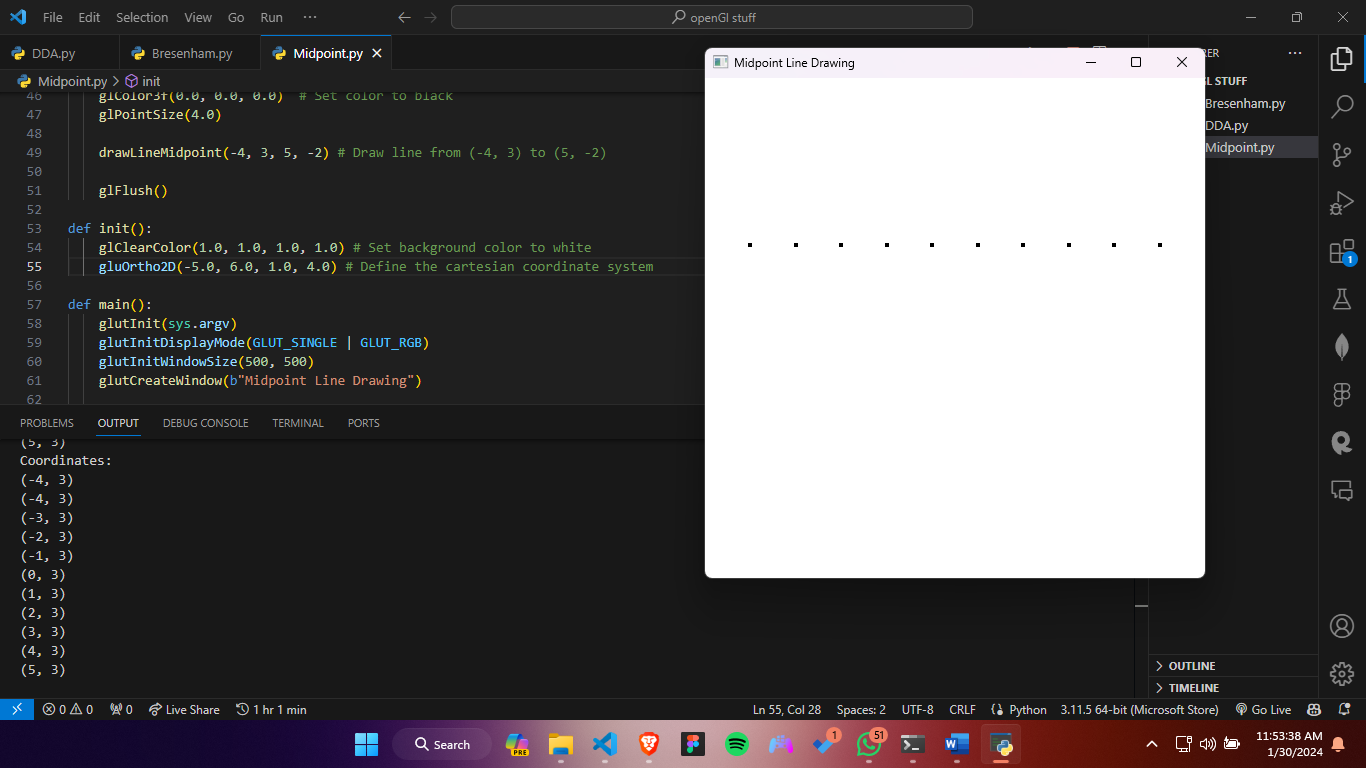 File Edit Selection View Go Run ··· openGl stuff
DDA.py Bresenham.py Midpoint.py
Midpoint.py > init
46 glColor3f(0.0, 0.0, 0.0) # Set color to black
47 glPointSize(4.0)
48
49 drawLineMidpoint(-4, 3, 5, -2) # Draw line from (-4, 3) to (5, -2)
50
51 glFlush()
52
53 def init():
54 glClearColor(1.0, 1.0, 1.0, 1.0) # Set background color to white
55 gluOrtho2D(-5.0, 6.0, 1.0, 4.0) # Define the cartesian coordinate system
56
57 def main():
58 glutInit(sys.argv)
59 glutInitDisplayMode(GLUT_SINGLE | GLUT_RGB)
60 glutInitWindowSize(500, 500)
61 glutCreateWindow(b"Midpoint Line Drawing")
62
PROBLEMS OUTPUT DEBUG CONSOLE TERMINAL PORTS
(5, 3)
Coordinates:
(-4, 3)
(-4, 3)
(-3, 3)
(-2, 3)
(-1, 3)
(0, 3)
(1, 3)
(2, 3)
(3, 3)
(4, 3)
(5, 3)
Midpoint Line Drawing
RER ···
GL STUFF
Bresenham.py
DDA.py
Midpoint.py
1
OUTLINE
TIMELINE
0 0 0 Live Share 1 hr 1 min Ln 55, Col 28 Spaces: 2 UTF-8 CRLF Python 3.11.5 64-bit (Microsoft Store) Go Live
Search PRE 1 51 11:53:38 AM
1/30/2024